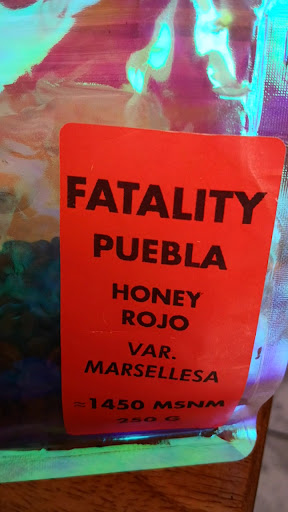 FATALITY
PUEBLA
HONEY
ROJO
VAR.
MARSELLESA
≈1450 MSNM
250 G